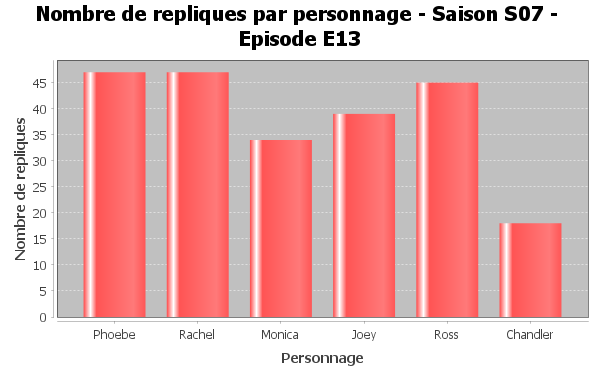 Nombre de repliques par personnage - Saison S07 -
Episode E13
Nombre de repliques
45
40
35
30
25
20
15
10
5
0
Phoebe
Rachel
Monica
Joey
Ross
Chandler
Personnage